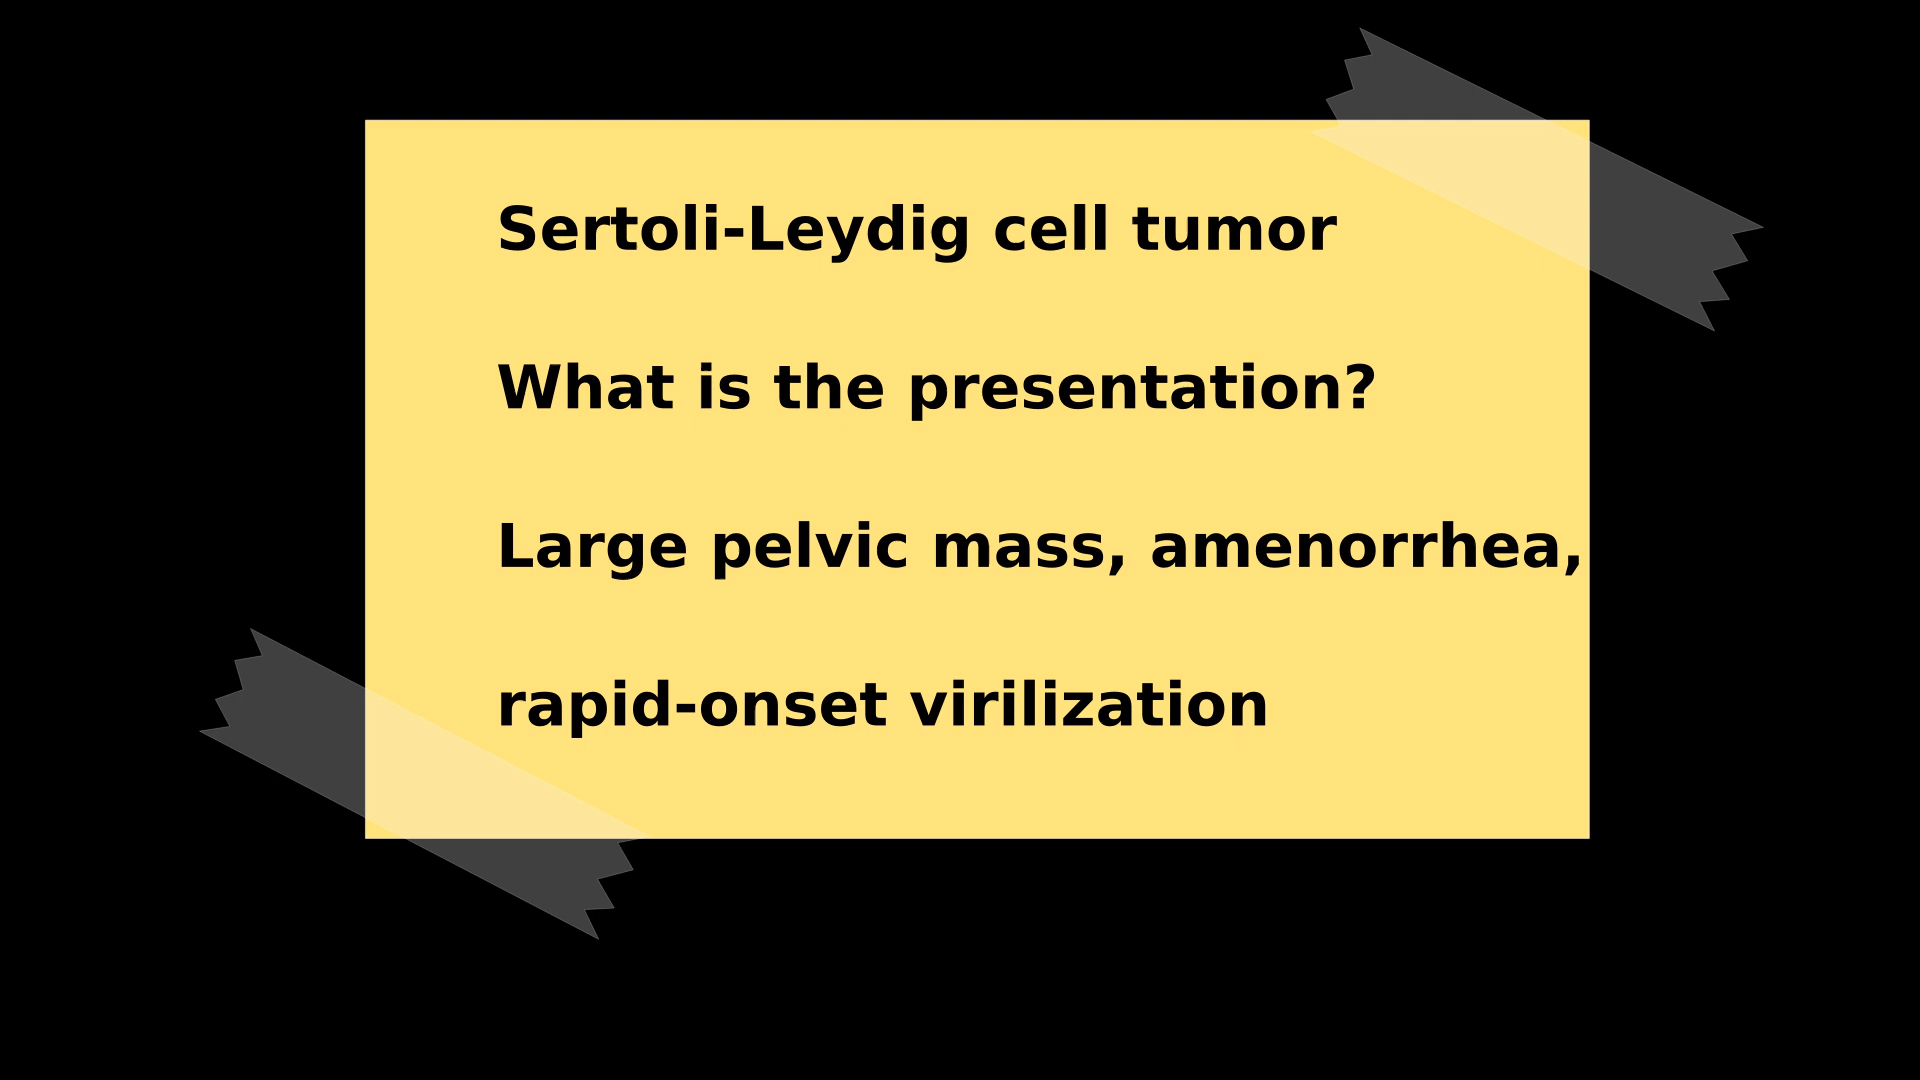 Sertoli-Leydig cell tumor
What is the presentation?
Large pelvic mass, amenorrhea,
rapid-onset virilization